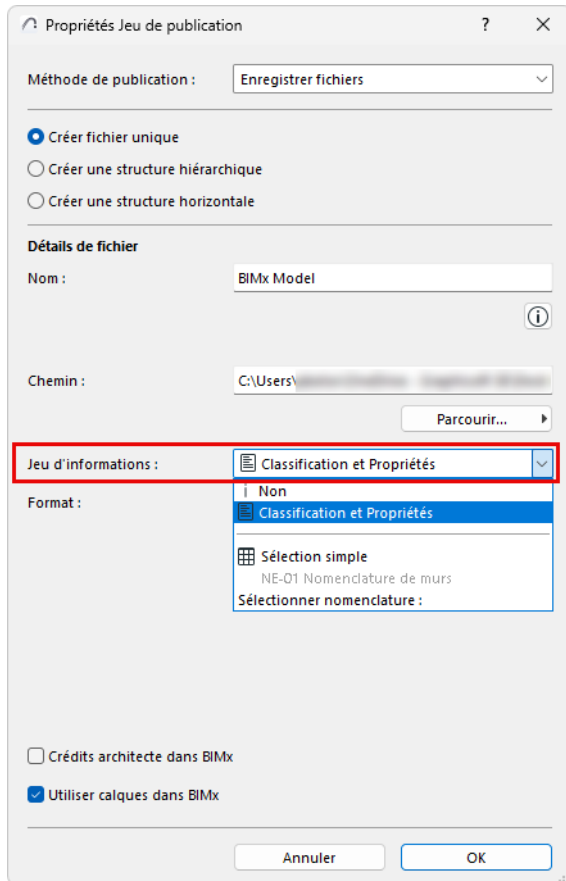 Propriétés Jeu de publication ? ×
Méthode de publication : Enregistrer fichiers
Créer fichier unique
Créer une structure hiérarchique
Créer une structure horizontale
Détails de fichier
Nom : BIMx Model
Chemin : C:\Users\
Parcourir...
Jeu d'informations : Classification et Propriétés
Non
Format : Classification et Propriétés
Sélection simple
NE-01 Nomenclature de murs
Sélectionner nomenclature :
Crédits architecte dans BIMx
Utiliser calques dans BIMx
Annuler OK